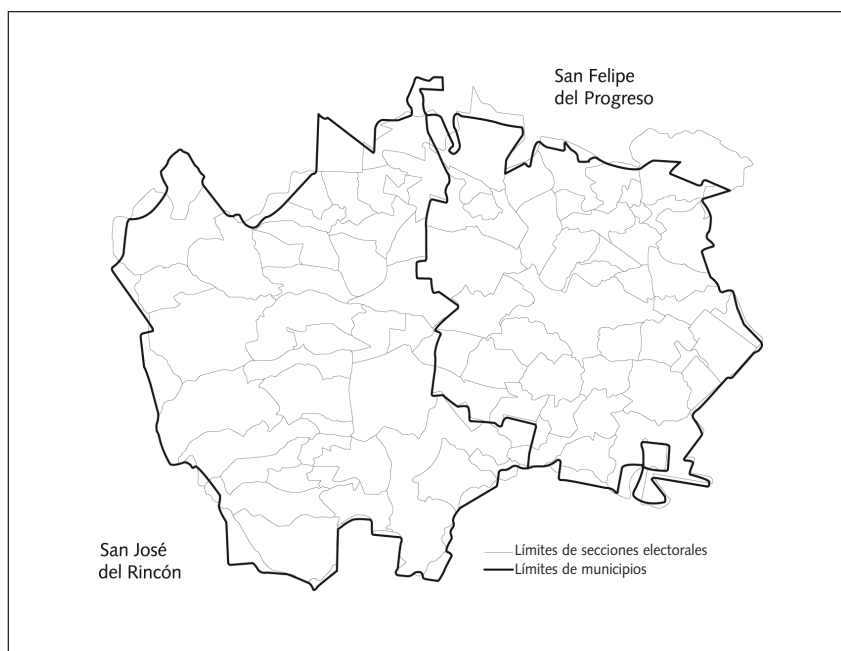 San Felipe
del Progreso
San José
del Rincón
Límites de secciones electorales
Límites de municipios